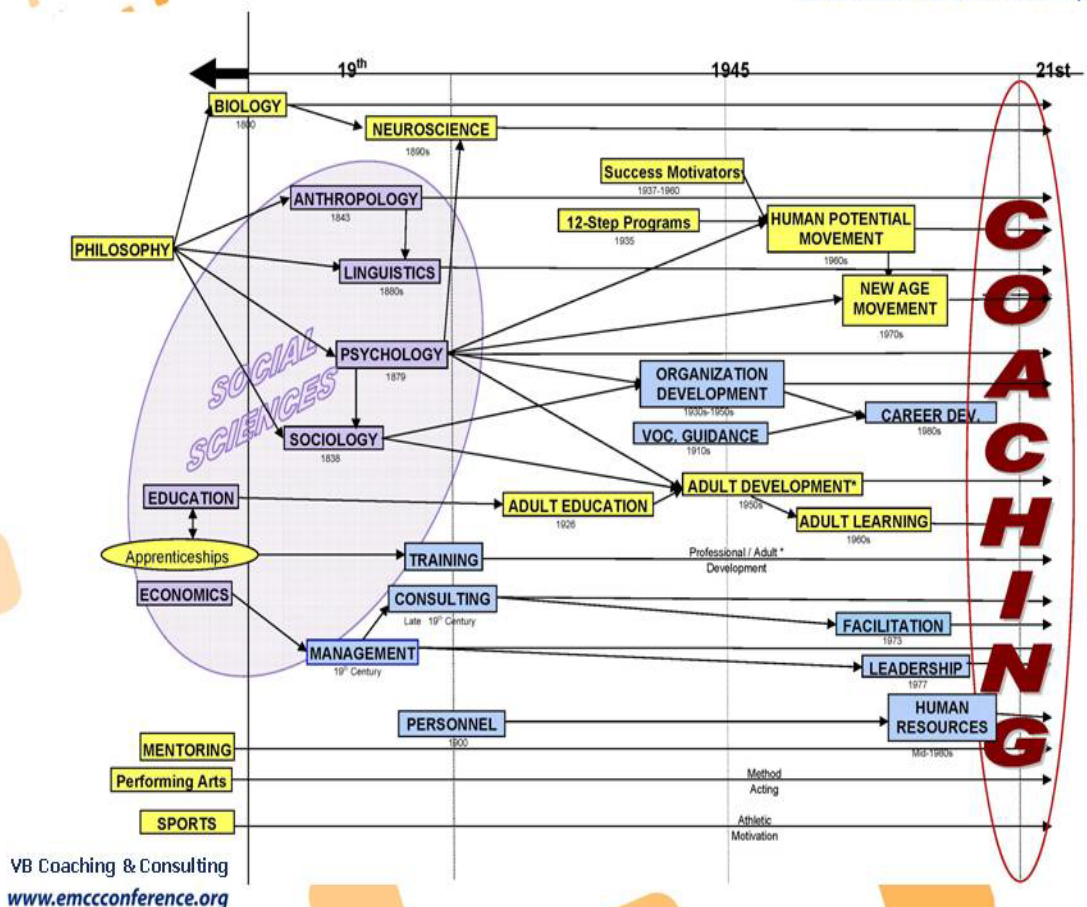 19th
1945
21st
BIOLOGY
1800
NEUROSCIENCE
1890s
Success Motivators
1937-1960
ANTHROPOLOGY
1843
12-Step Programs
1935
HUMAN POTENTIAL
MOVEMENT
1960s
PHILOSOPHY
LINGUISTICS
1880s
NEW AGE
MOVEMENT
1970s
SOCIAL
SCIENCES
PSYCHOLOGY
1879
ORGANIZATION
DEVELOPMENT
1930s-1950s
CAREER DEV.
1980s
VOC. GUIDANCE
1910s
SOCIOLOGY
1838
EDUCATION
ADULT EDUCATION
1926
ADULT DEVELOPMENT*
1950s
ADULT LEARNING
1960s
Apprenticeships
TRAINING
Professional / Adult *
Development
ECONOMICS
CONSULTING
Late 19th Century
FACILITATION
1973
MANAGEMENT
19th Century
LEADERSHIP
1977
PERSONNEL
1900
HUMAN
RESOURCES
Mid-1980s
MENTORING
Performing Arts
Method
Acting
SPORTS
Athletic
Motivation
COACHING
VB Coaching & Consulting
www.emccconference.org